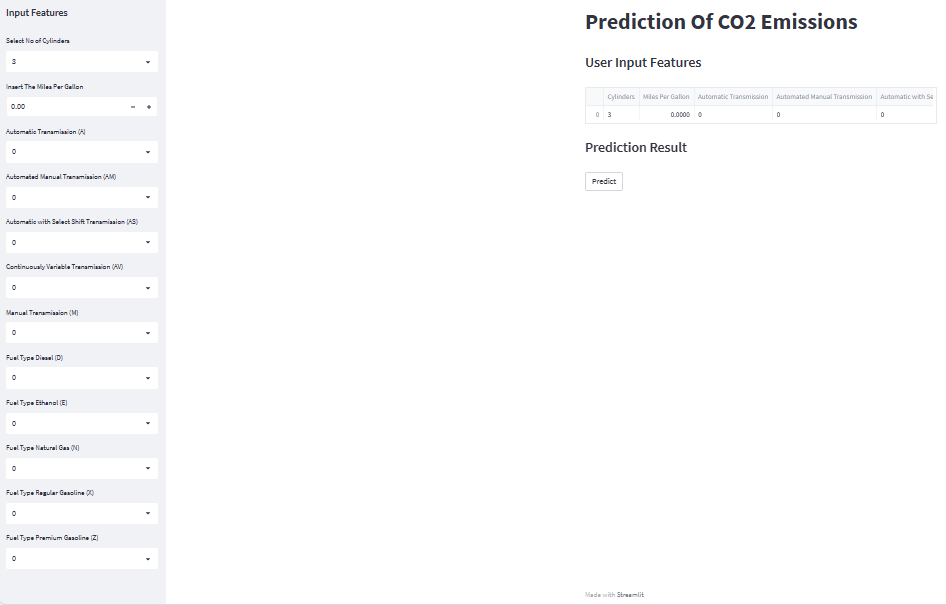 Input Features
Select No of Cylinders
3
Insert The Miles Per Gallon
0.00
Automatic Transmission (A)
0
Automated Manual Transmission (AM)
0
Automatic with Select Shift Transmission (AS)
0
Continuously Variable Transmission (AV)
0
Manual Transmission (M)
0
Fuel Type Diesel (D)
0
Fuel Type Ethanol (E)
0
Fuel Type Natural Gas (N)
0
Fuel Type Regular Gasoline (X)
0
Fuel Type Premium Gasoline (Z)
0
Prediction Of CO2 Emissions
User Input Features
Cylinders Miles Per Gallon Automatic Transmission Automated Manual Transmission Automatic with Se
0 3 0.0000 0 0 0
Prediction Result
Predict
Made with Streamlit